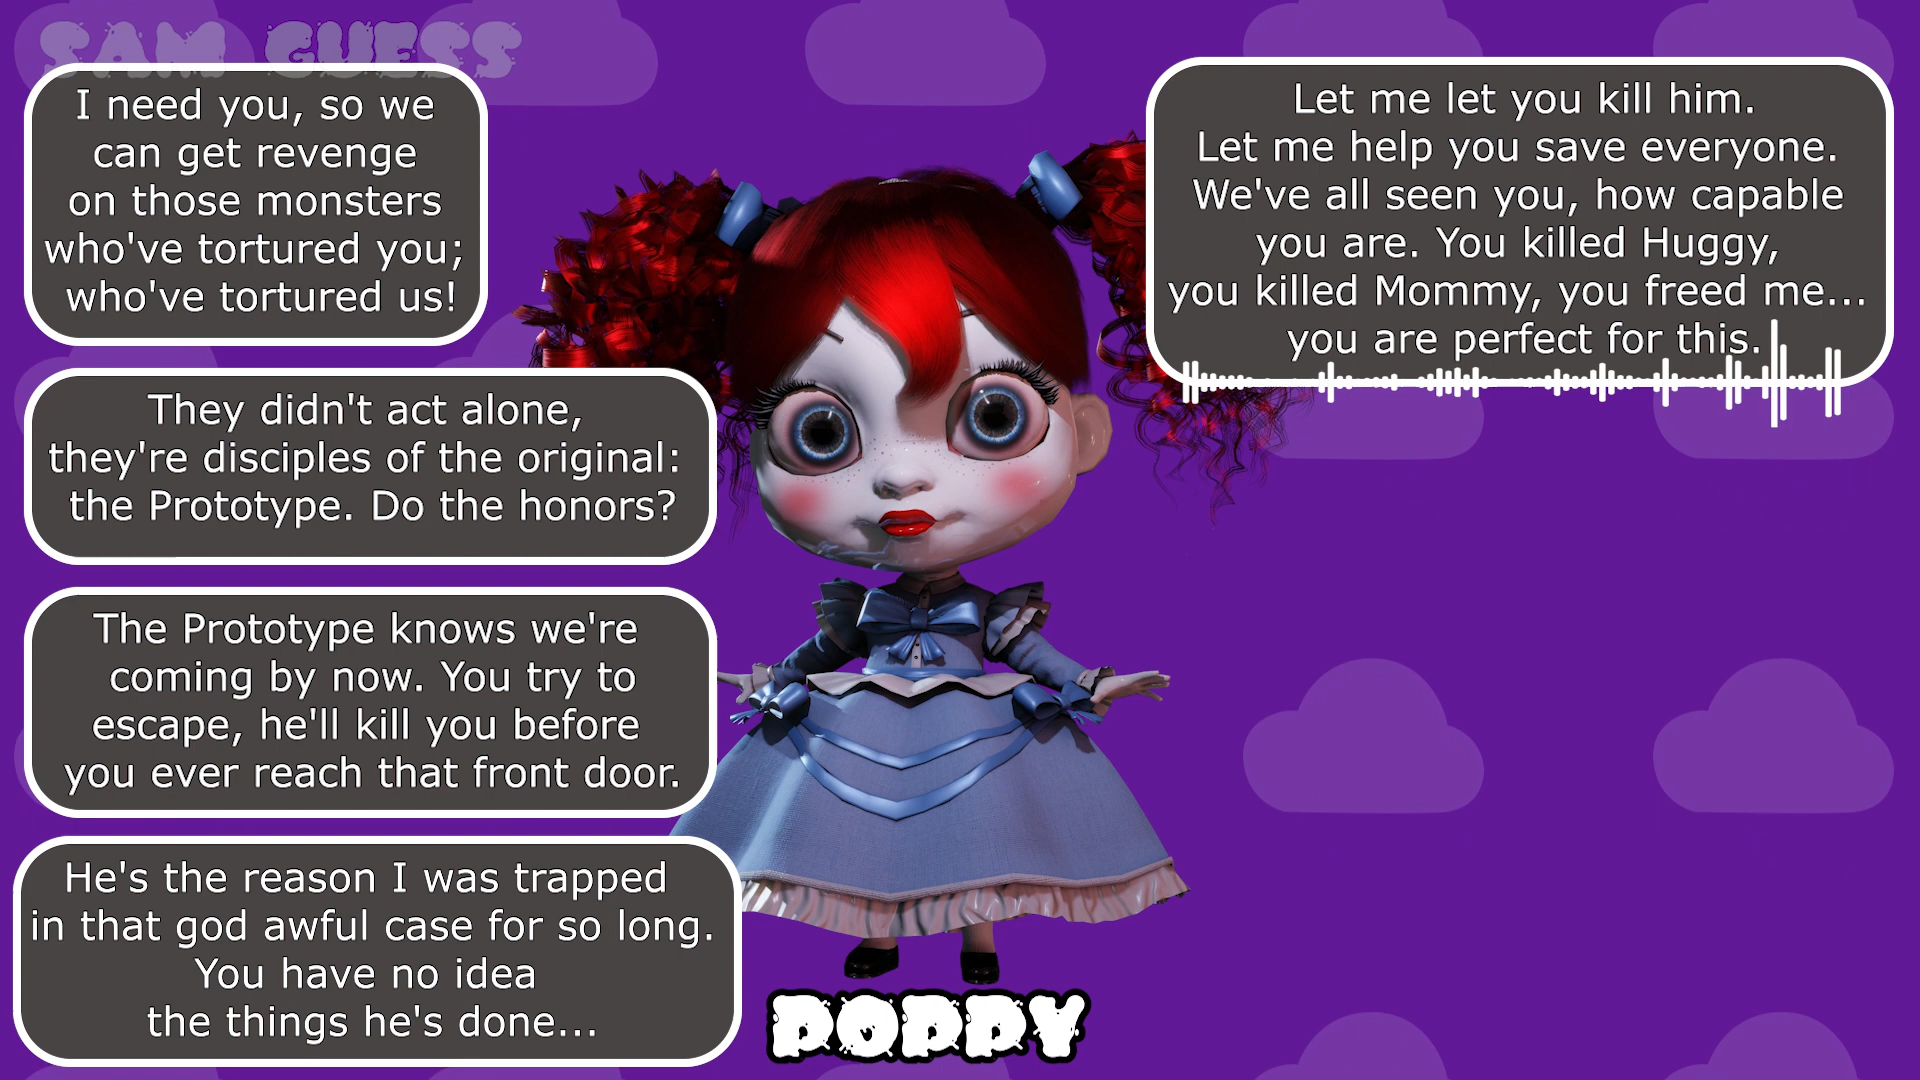 SAM GUESS
I need you, so we
can get revenge
on those monsters
who've tortured you;
who've tortured us!
They didn't act alone,
they're disciples of the original:
the Prototype. Do the honors?
The Prototype knows we're
coming by now. You try to
escape, he'll kill you before
you ever reach that front door.
He's the reason I was trapped
in that god awful case for so long.
You have no idea
the things he's done...
Let me let you kill him.
Let me help you save everyone.
We've all seen you, how capable
you are. You killed Huggy,
you killed Mommy, you freed me...
you are perfect for this.
POPPY